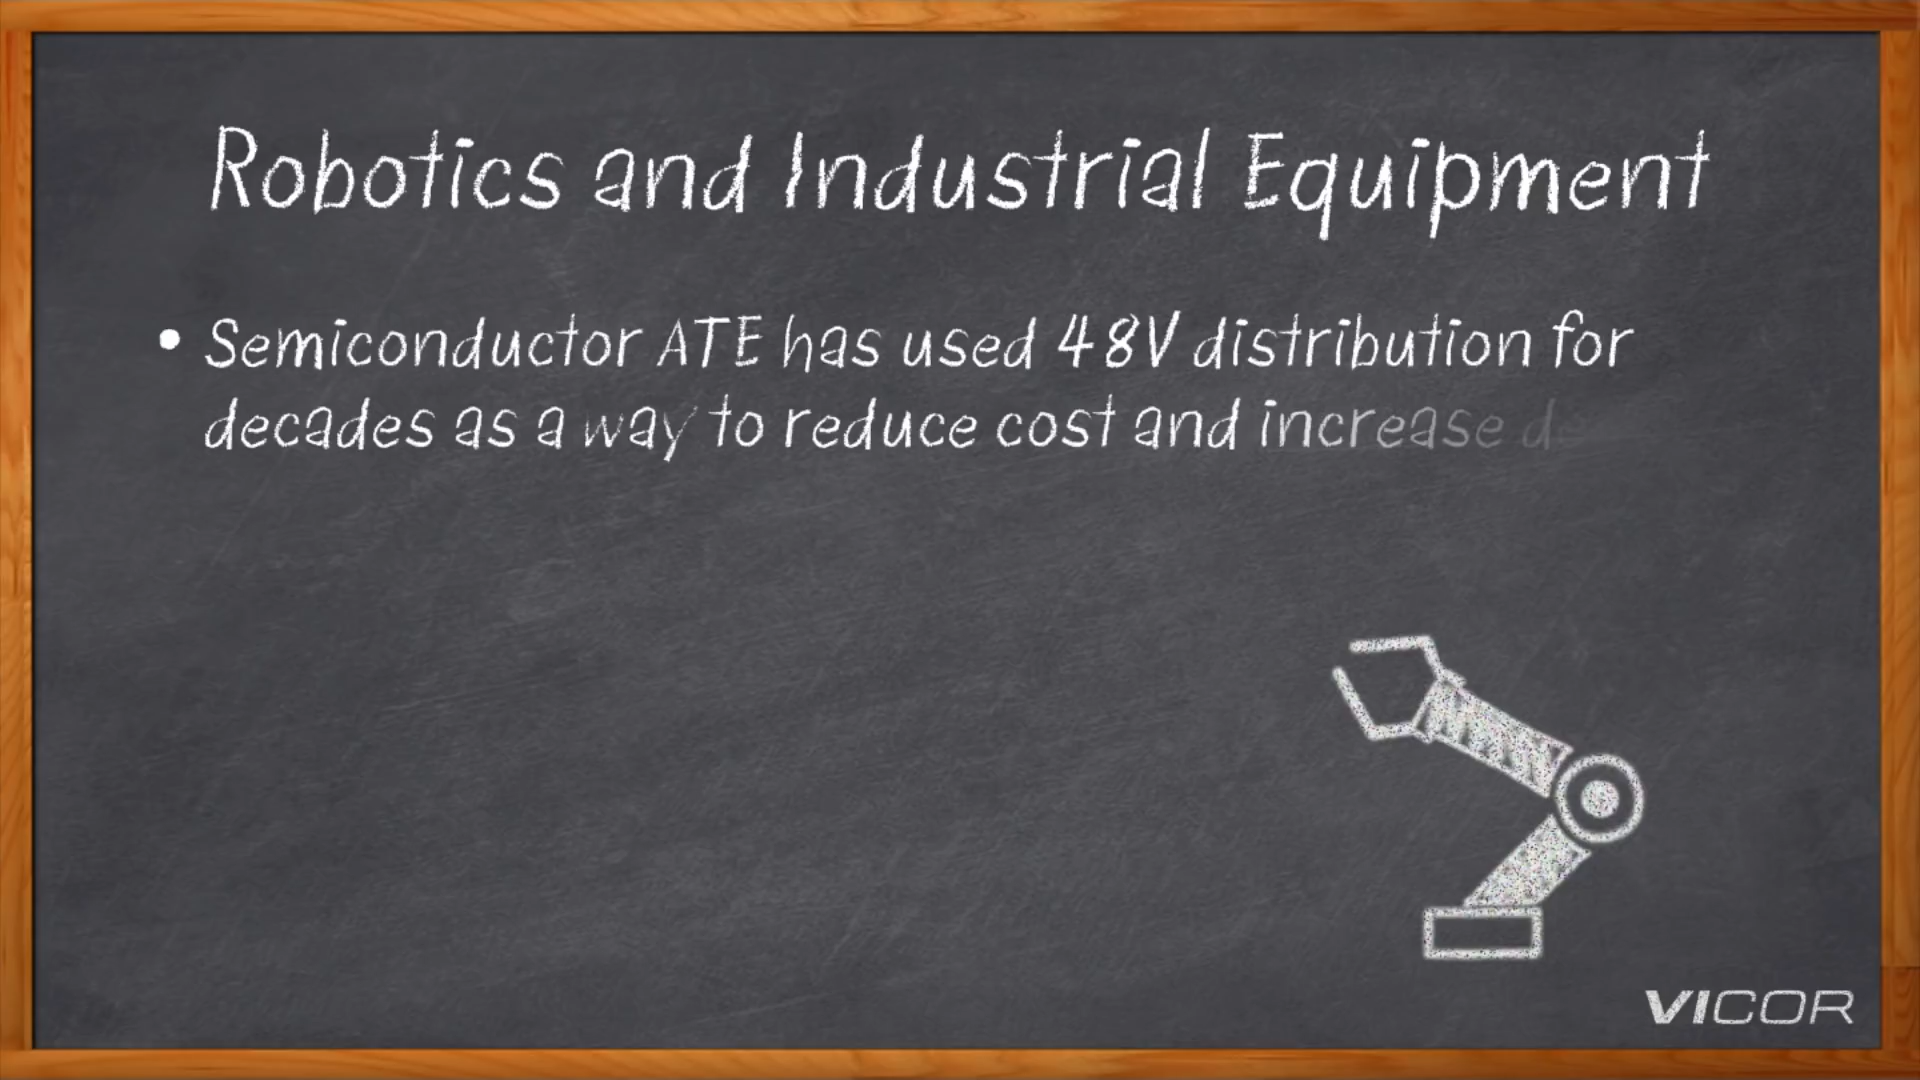 Robotics and Industrial Equipment
• Semiconductor ATE has used 48V distribution for
decades as a way to reduce cost and increase
VICOR